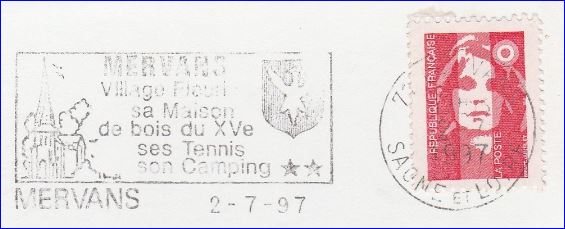 MERVANS
Village Fleuri
sa Maison
de bois du XVe
ses Tennis
son Camping
MERVANS
2-7-97
REPUBLIQUE FRANÇAISE
LA POSTE
SAONE ET LOIRE